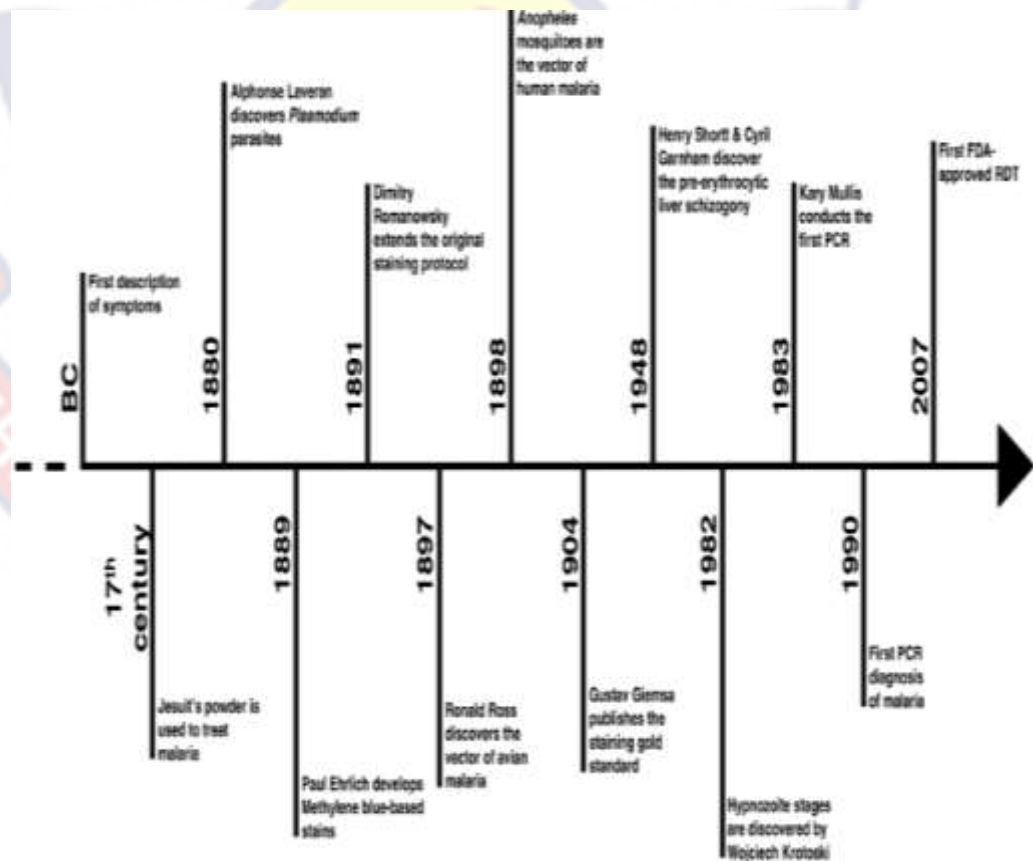 BC
First description
of symptoms
17th
century
Jesuit's powder is
used to treat
malaria
1880
Alphonse Laveran
discovers Plasmodium
parasites
1889
Paul Ehrlich develops
Methylene blue-based
stains
1891
Dimitry
Romanowsky
extends the original
staining protocol
1897
Ronald Ross
discovers the
vector of avian
malaria
1898
Anopheles
mosquitoes are
the vector of
human malaria
1904
Gustav Giemsa
publishes the
staining gold
standard
1948
Henry Shortt & Cyril
Garnham discover
the pre-erythrocytic
liver schizogony
1982
Hypnozoite stages
are discovered by
Wojciech Krotoski
1983
Kary Mullis
conducts the
first PCR
1990
First PCR
diagnosis
of malaria
2007
First FDA-
approved RDT